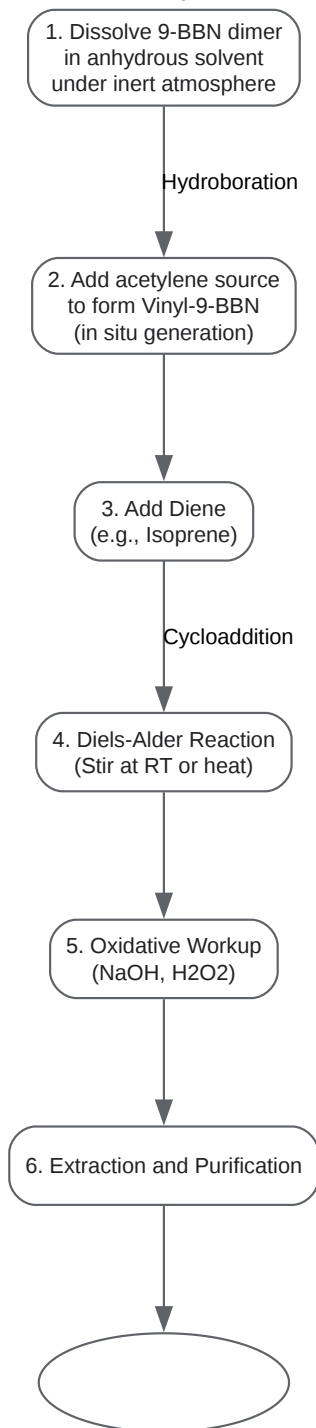 1. Dissolve 9-BBN dimer
in anhydrous solvent
under inert atmosphere
Hydroboration
2. Add acetylene source
to form Vinyl-9-BBN
(in situ generation)
3. Add Diene
(e.g., Isoprene)
Cycloaddition
4. Diels-Alder Reaction
(Stir at RT or heat)
5. Oxidative Workup
(NaOH, H2O2)
6. Extraction and Purification